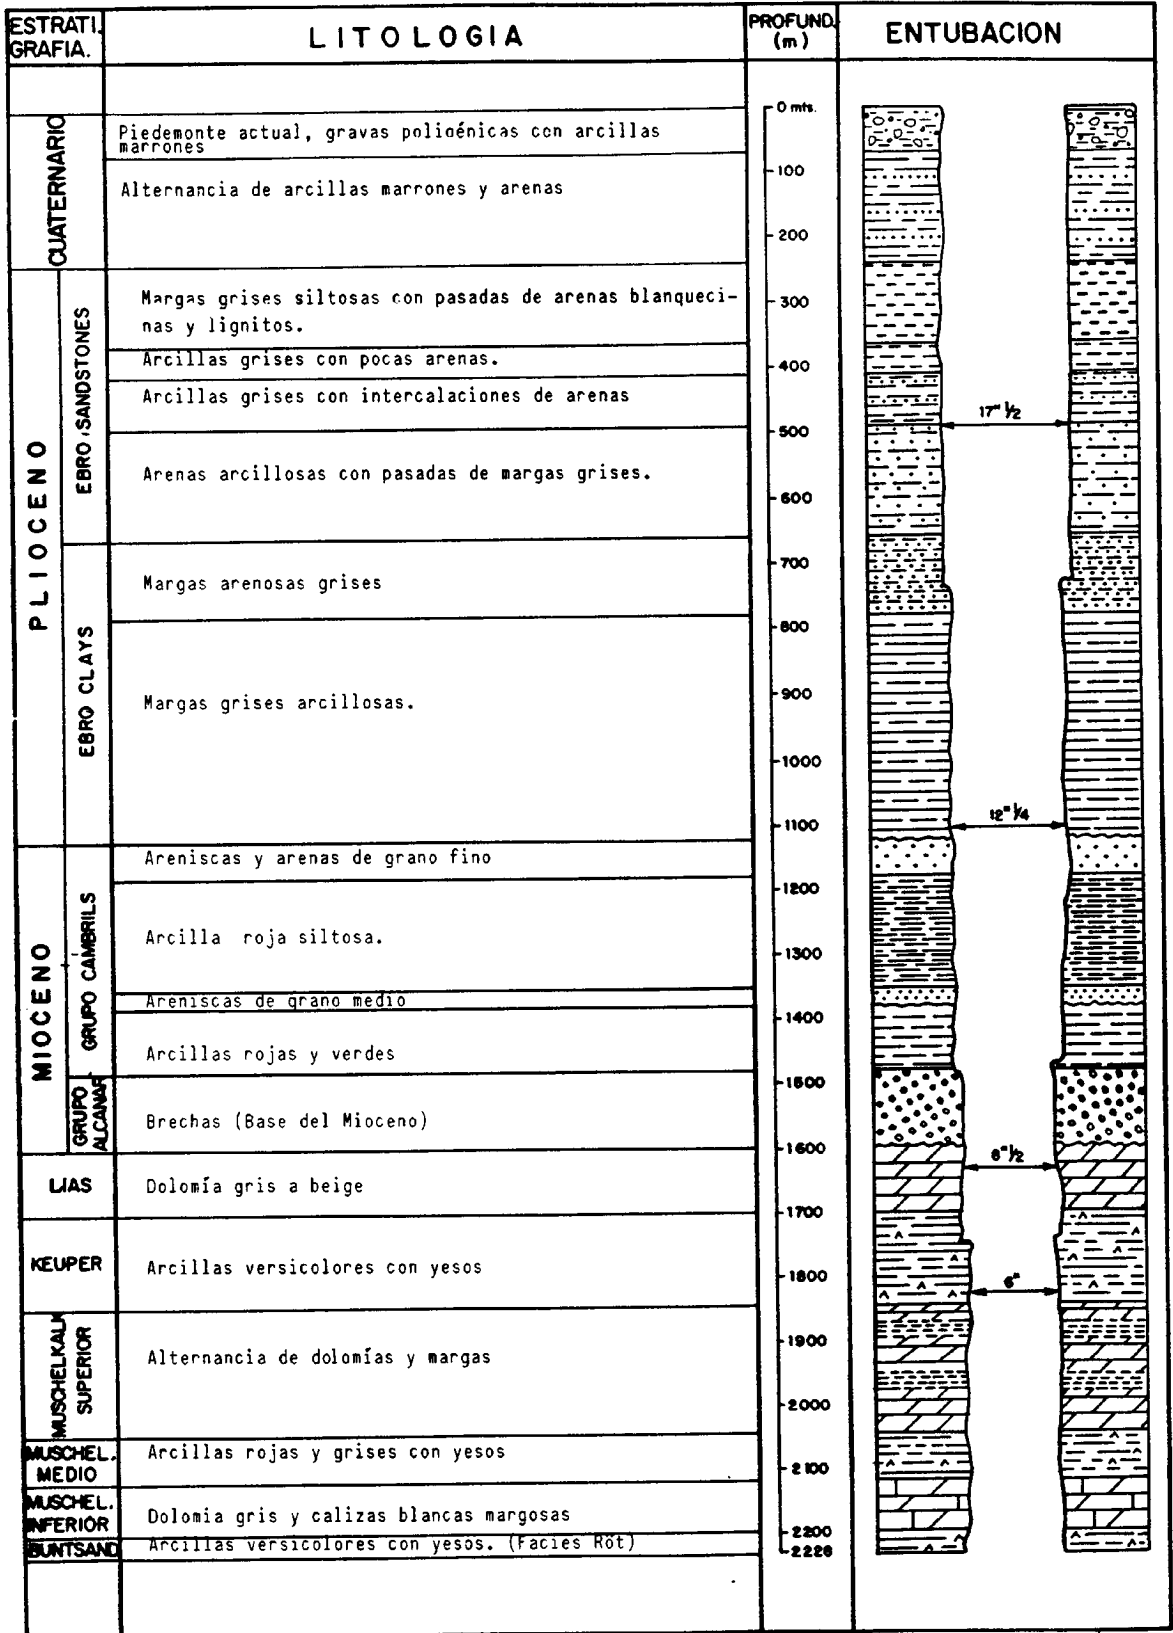 ESTRATI.
GRAFIA.
LITOLOGIA
PROFUND.
(m)
ENTUBACION
CUATERNARIO
Piedemonte actual, gravas poligénicas con arcillas
marrones
Alternancia de arcillas marrones y arenas
PLIOCENO
EBRO SANDSTONES
Margas grises siltosas con pasadas de arenas blanqueci-
nas y lignitos.
Arcillas grises con pocas arenas.
Arcillas grises con intercalaciones de arenas
Arenas arcillosas con pasadas de margas grises.
EBRO CLAYS
Margas arenosas grises
Margas grises arcillosas.
MIOCENO
GRUPO CAMBRILS
Areniscas y arenas de grano fino
Arcilla roja siltosa.
Areniscas de grano medio
Arcillas rojas y verdes
GRUPO
ALCANAR
Brechas (Base del Mioceno)
LIAS
Dolomía gris a beige
KEUPER
Arcillas versicolores con yesos
MUSCHELKALK
SUPERIOR
Alternancia de dolomías y margas
MUSCHEL.
MEDIO
Arcillas rojas y grises con yesos
MUSCHEL.
INFERIOR
Dolomia gris y calizas blancas margosas
BUNTSAND
Arcillas versicolores con yesos. (Facies Röt)
0 mts.
100
200
300
400
500
600
700
800
900
1000
1100
1200
1300
1400
1500
1600
1700
1800
1900
2000
2100
2200
2226
17" 1/2
12" 1/4
8" 1/2
6"